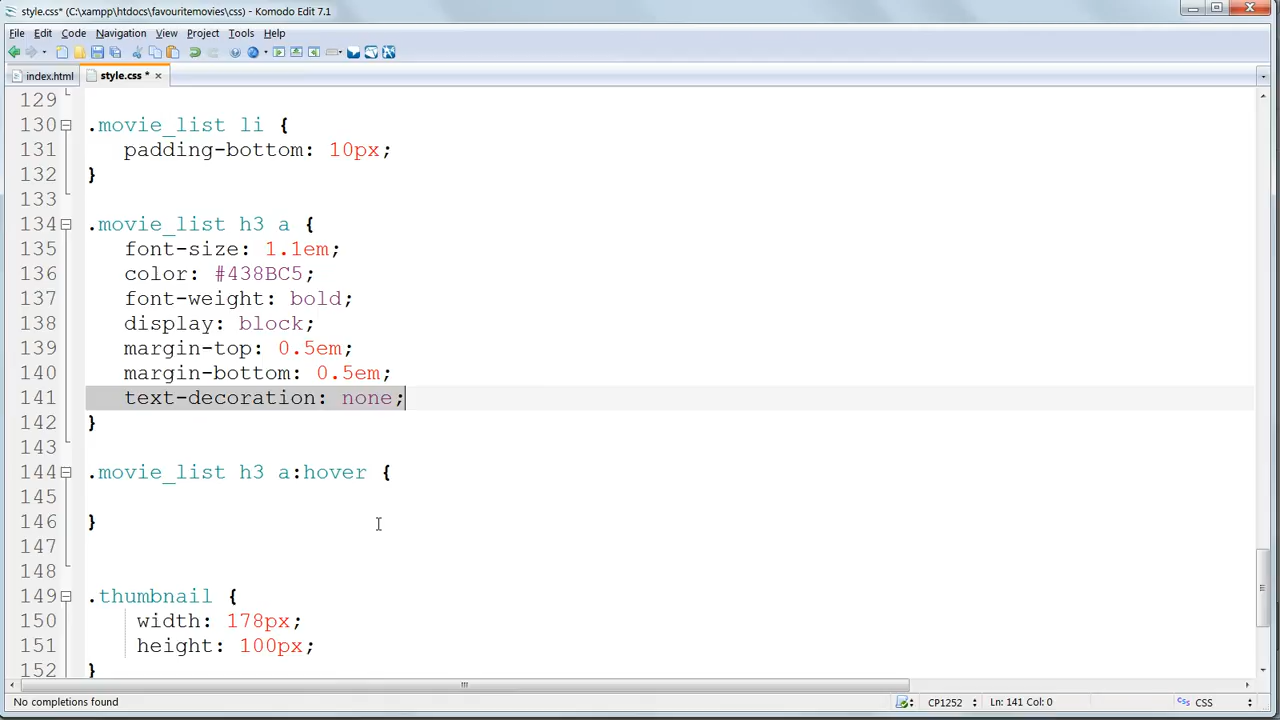 style.css* (C:\xampp\htdocs\favouritemovies\css) - Komodo Edit 7.1
File Edit Code Navigation View Project Tools Help
index.html style.css *
129
130 .movie_list li {
131 padding-bottom: 10px;
132 }
133
134 .movie_list h3 a {
135 font-size: 1.1em;
136 color: #438BC5;
137 font-weight: bold;
138 display: block;
139 margin-top: 0.5em;
140 margin-bottom: 0.5em;
141 text-decoration: none;
142 }
143
144 .movie_list h3 a:hover {
145
146 }
147
148
149 .thumbnail {
150 width: 178px;
151 height: 100px;
152 }
No completions found CP1252 Ln: 141 Col: 0 CSS